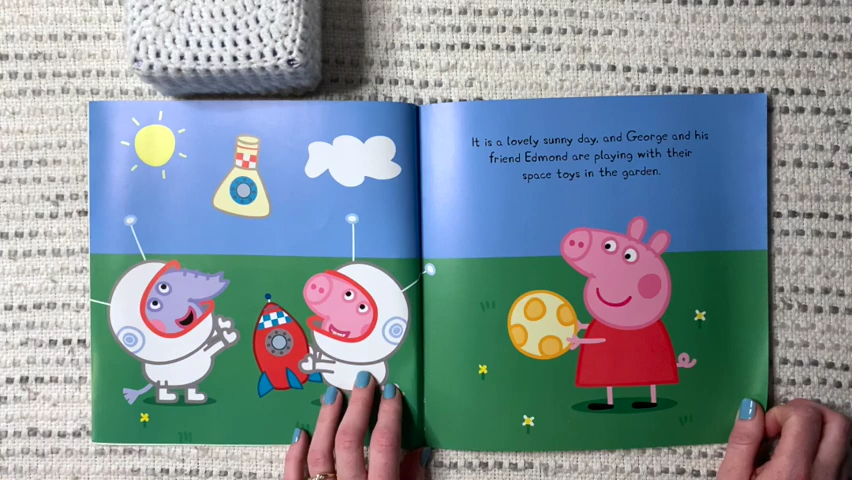 It is a lovely sunny day, and George and his
friend Edmond are playing with their
space toys in the garden.